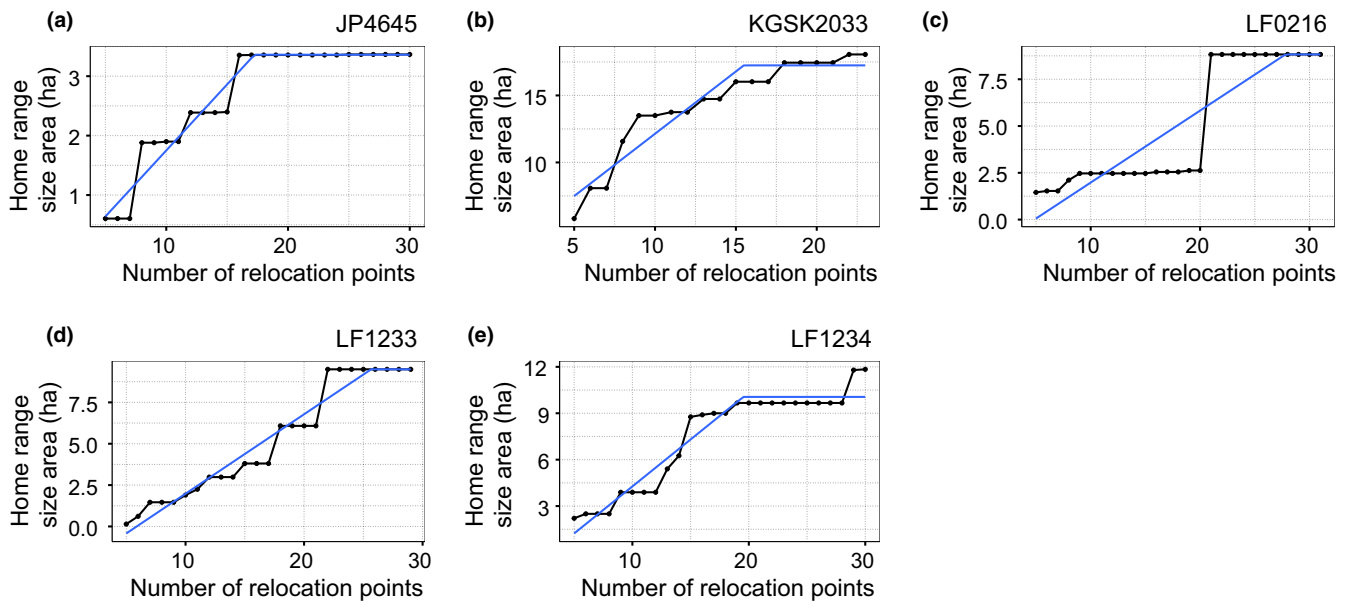 (a) JP4645
Home range
size area (ha)
3
2
1
10 20 30
Number of relocation points
(b) KGSK2033
Home range
size area (ha)
15
10
5 10 15 20
Number of relocation points
(c) LF0216
Home range
size area (ha)
7.5
5.0
2.5
0.0
10 20 30
Number of relocation points
(d) LF1233
Home range
size area (ha)
7.5
5.0
2.5
0.0
10 20 30
Number of relocation points
(e) LF1234
Home range
size area (ha)
12
9
6
3
10 20 30
Number of relocation points